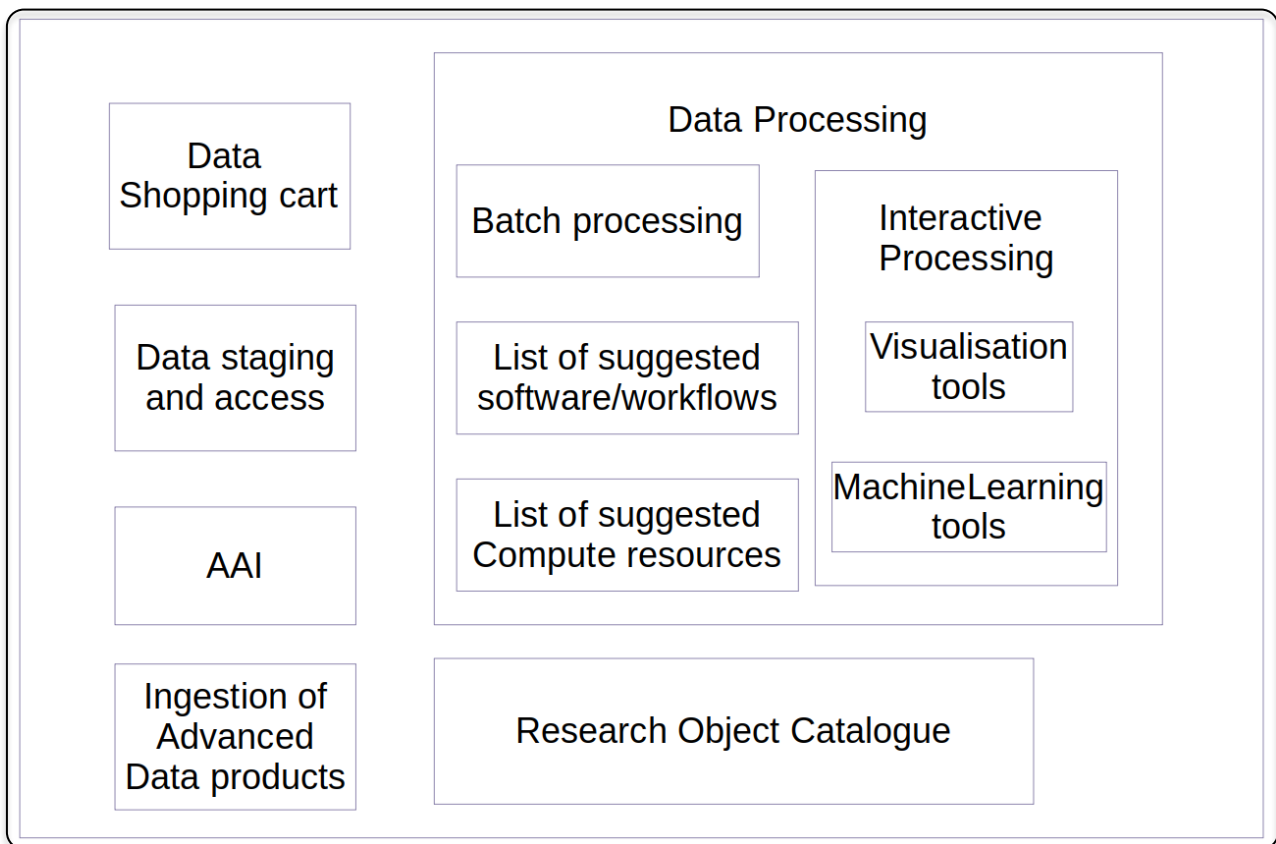 Data
Shopping cart
Data staging
and access
AAI
Ingestion of
Advanced
Data products
Data Processing
Batch processing
List of suggested
software/workflows
List of suggested
Compute resources
Interactive
Processing
Visualisation
tools
MachineLearning
tools
Research Object Catalogue